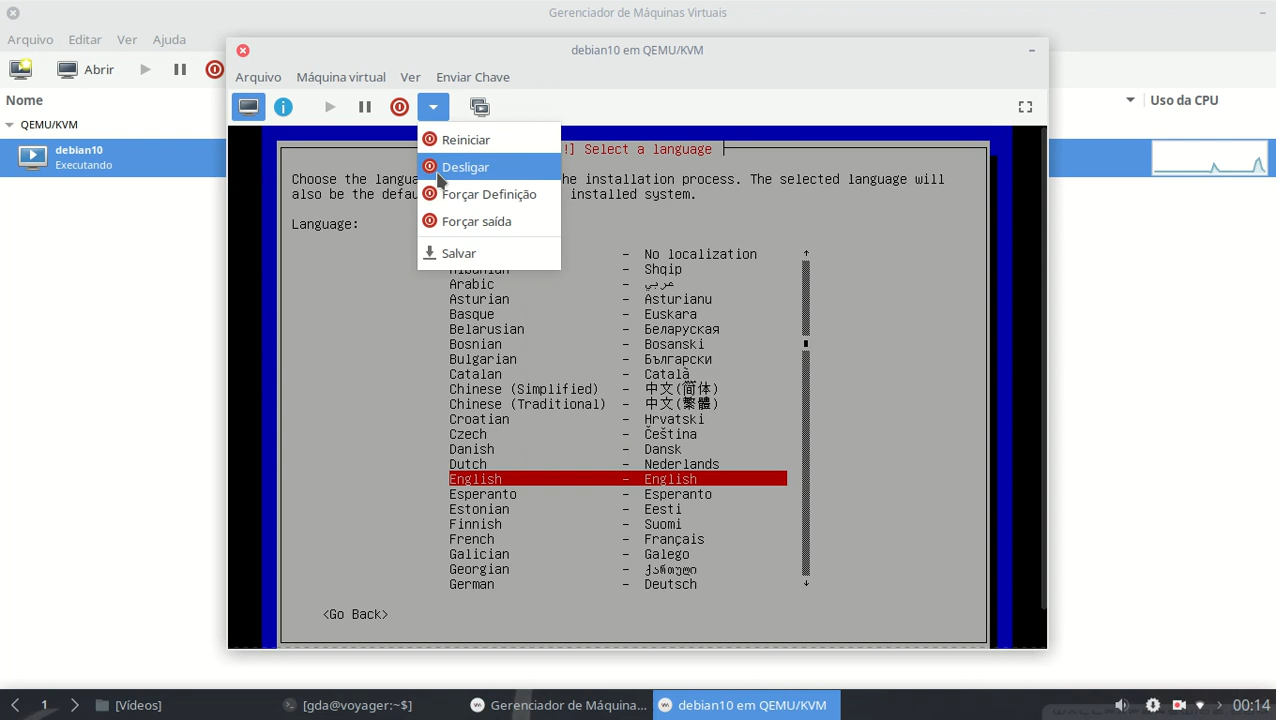 Gerenciador de Máquinas Virtuais
Arquivo Editar Ver Ajuda
Abrir
Nome
Uso da CPU
QEMU/KVM
debian10
Executando
debian10 em QEMU/KVM
Arquivo Máquina virtual Ver Enviar Chave
Reiniciar
Desligar
Forçar Definição
Forçar saída
Salvar
!] Select a language
Choose the langua he installation process. The selected language will
also be the defau installed system.
Language:
- No localization
Albanian - Shqip
Arabic - عربي
Asturian - Asturianu
Basque - Euskara
Belarusian - Беларуская
Bosnian - Bosanski
Bulgarian - Български
Catalan - Català
Chinese (Simplified) - 中文(简体)
Chinese (Traditional) - 中文(繁體)
Croatian - Hrvatski
Czech - Čeština
Danish - Dansk
Dutch - Nederlands
English - English
Esperanto - Esperanto
Estonian - Eesti
Finnish - Suomi
French - Français
Galician - Galego
Georgian - ქართული
German - Deutsch
<Go Back>
1 [Vídeos] [gda@voyager:~$] Gerenciador de Máquina... debian10 em QEMU/KVM 00:14